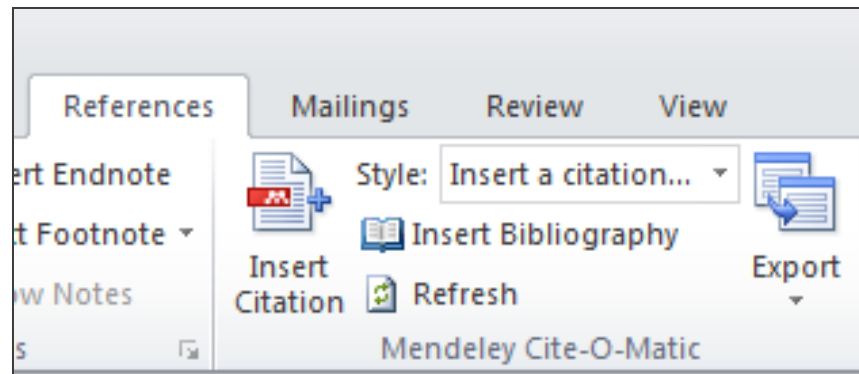 References Mailings Review View
ert Endnote Style: Insert a citation...
t Footnote Insert Bibliography
Insert Export
ow Notes Citation Refresh
s Mendeley Cite-O-Matic